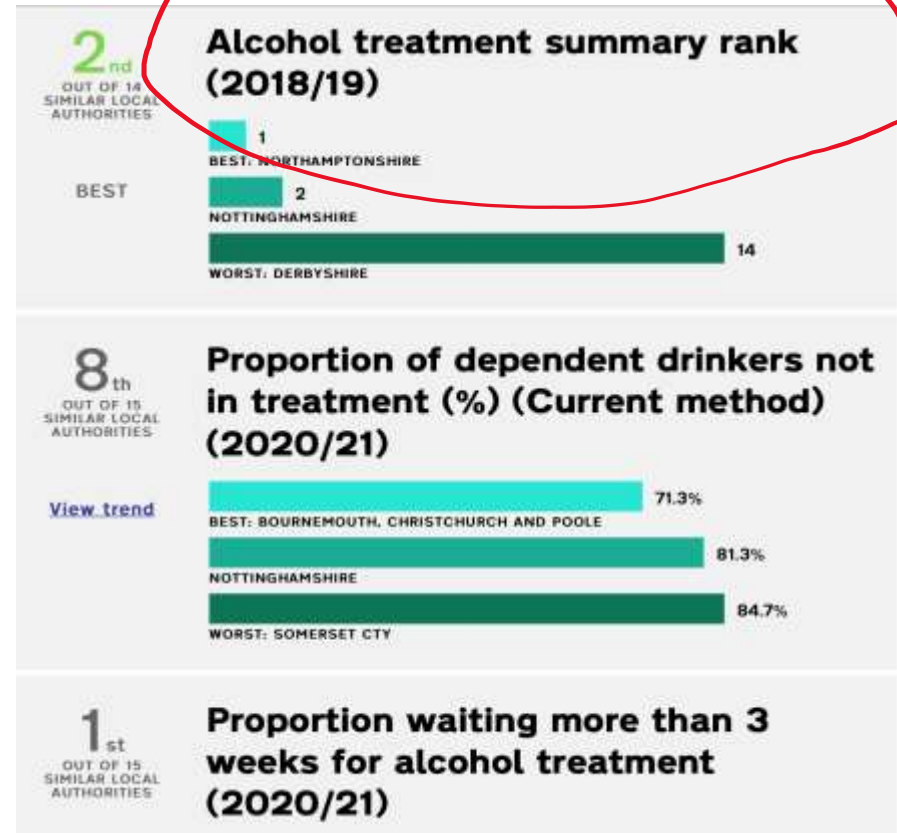 2nd
OUT OF 14
SIMILAR LOCAL
AUTHORITIES
BEST
Alcohol treatment summary rank
(2018/19)
1
BEST: NORTHAMPTONSHIRE
2
NOTTINGHAMSHIRE
14
WORST: DERBYSHIRE
8th
OUT OF 15
SIMILAR LOCAL
AUTHORITIES
View trend
Proportion of dependent drinkers not
in treatment (%) (Current method)
(2020/21)
71.3%
BEST: BOURNEMOUTH, CHRISTCHURCH AND POOLE
81.3%
NOTTINGHAMSHIRE
84.7%
WORST: SOMERSET CTY
1st
OUT OF 15
SIMILAR LOCAL
AUTHORITIES
Proportion waiting more than 3
weeks for alcohol treatment
(2020/21)